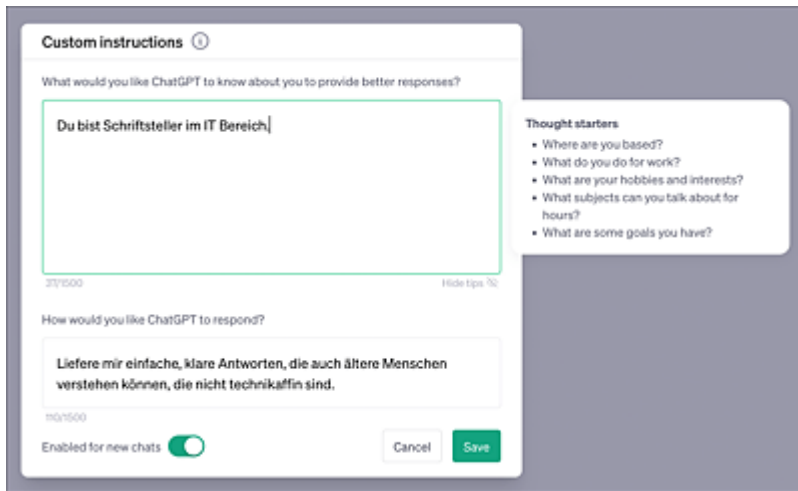 Custom instructions
What would you like ChatGPT to know about you to provide better responses?
Du bist Schriftsteller im IT Bereich.
Thought starters
• Where are you based?
• What do you do for work?
• What are your hobbies and interests?
• What subjects can you talk about for
hours?
• What are some goals you have?
37/1500
Hide tips
How would you like ChatGPT to respond?
Liefere mir einfache, klare Antworten, die auch ältere Menschen
verstehen können, die nicht technikaffin sind.
110/1500
Enabled for new chats
Cancel
Save